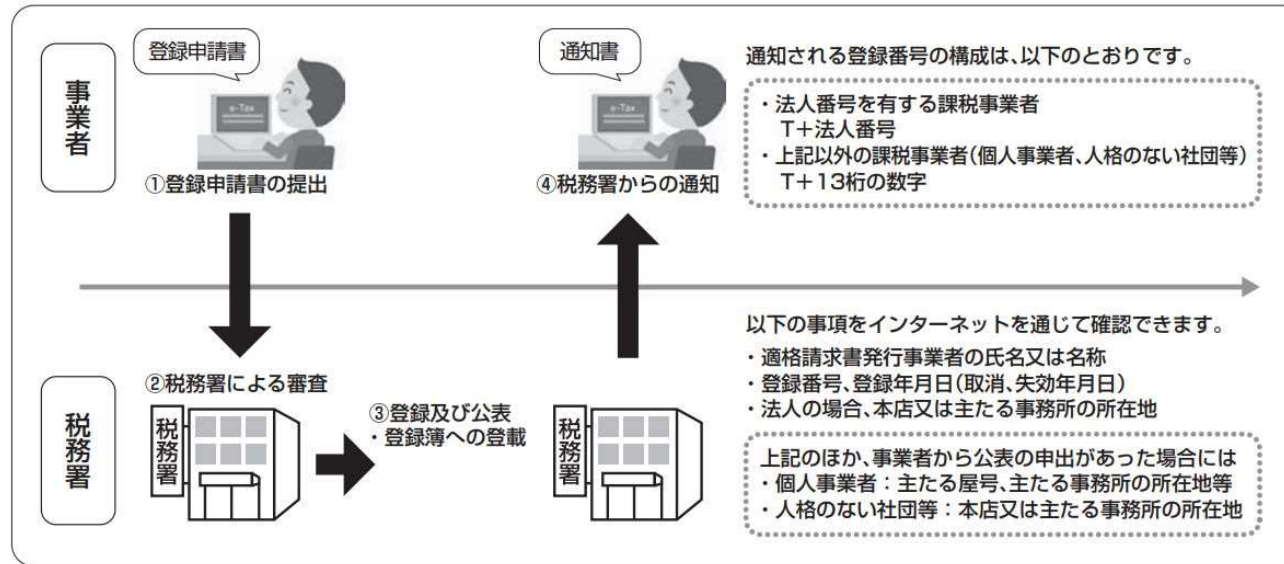 事業者
登録申請書
e-Tax
①登録申請書の提出
通知書
e-Tax
④税務署からの通知
通知される登録番号の構成は、以下のとおりです。
・法人番号を有する課税事業者
T+法人番号
・上記以外の課税事業者(個人事業者、人格のない社団等)
T+13桁の数字
税務署
②税務署による審査
税務署
③登録及び公表
・登録簿への登載
税務署
以下の事項をインターネットを通じて確認できます。
・適格請求書発行事業者の氏名又は名称
・登録番号、登録年月日(取消、失効年月日)
・法人の場合、本店又は主たる事務所の所在地
上記のほか、事業者から公表の申出があった場合には
・個人事業者：主たる屋号、主たる事務所の所在地等
・人格のない社団等：本店又は主たる事務所の所在地